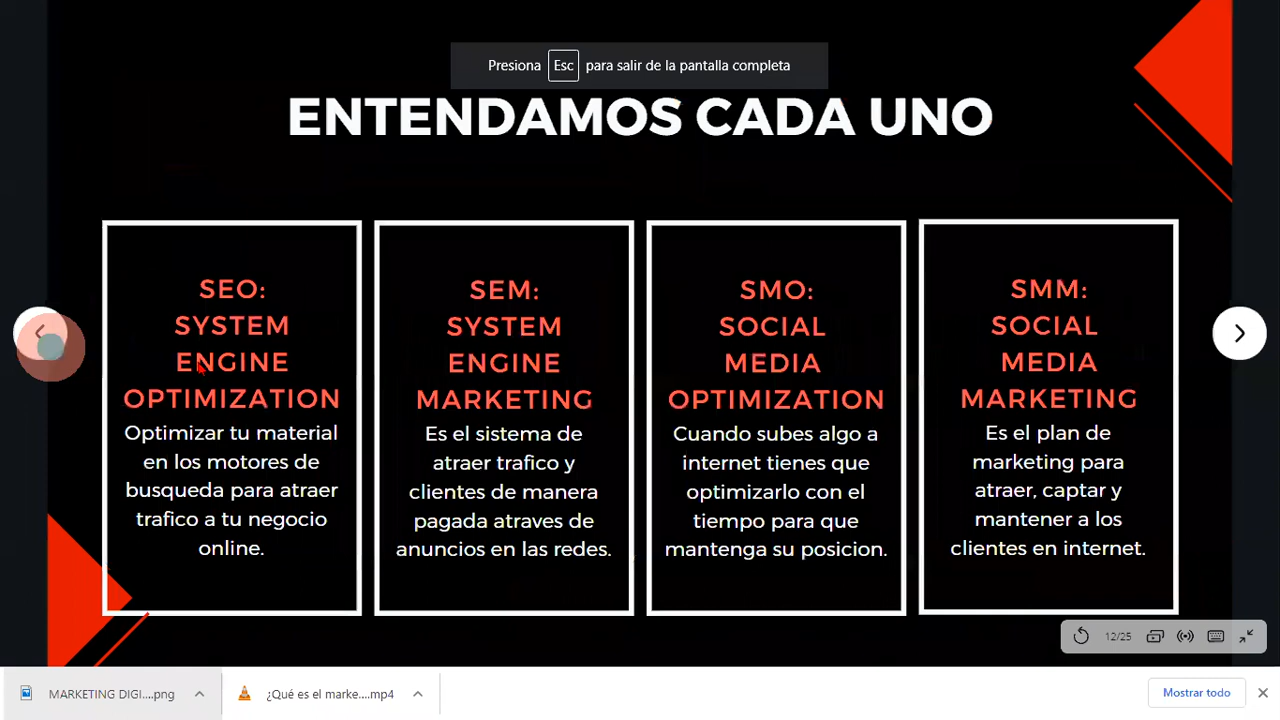 Presiona Esc para salir de la pantalla completa
ENTENDAMOS CADA UNO
SEO:
SYSTEM
ENGINE
OPTIMIZATION
Optimizar tu material
en los motores de
busqueda para atraer
trafico a tu negocio
online.
SEM:
SYSTEM
ENGINE
MARKETING
Es el sistema de
atraer trafico y
clientes de manera
pagada atraves de
anuncios en las redes.
SMO:
SOCIAL
MEDIA
OPTIMIZATION
Cuando subes algo a
internet tienes que
optimizarlo con el
tiempo para que
mantenga su posicion.
SMM:
SOCIAL
MEDIA
MARKETING
Es el plan de
marketing para
atraer, captar y
mantener a los
clientes en internet.
12/25
MARKETING DIGI....png
¿Qué es el marke....mp4
Mostrar todo